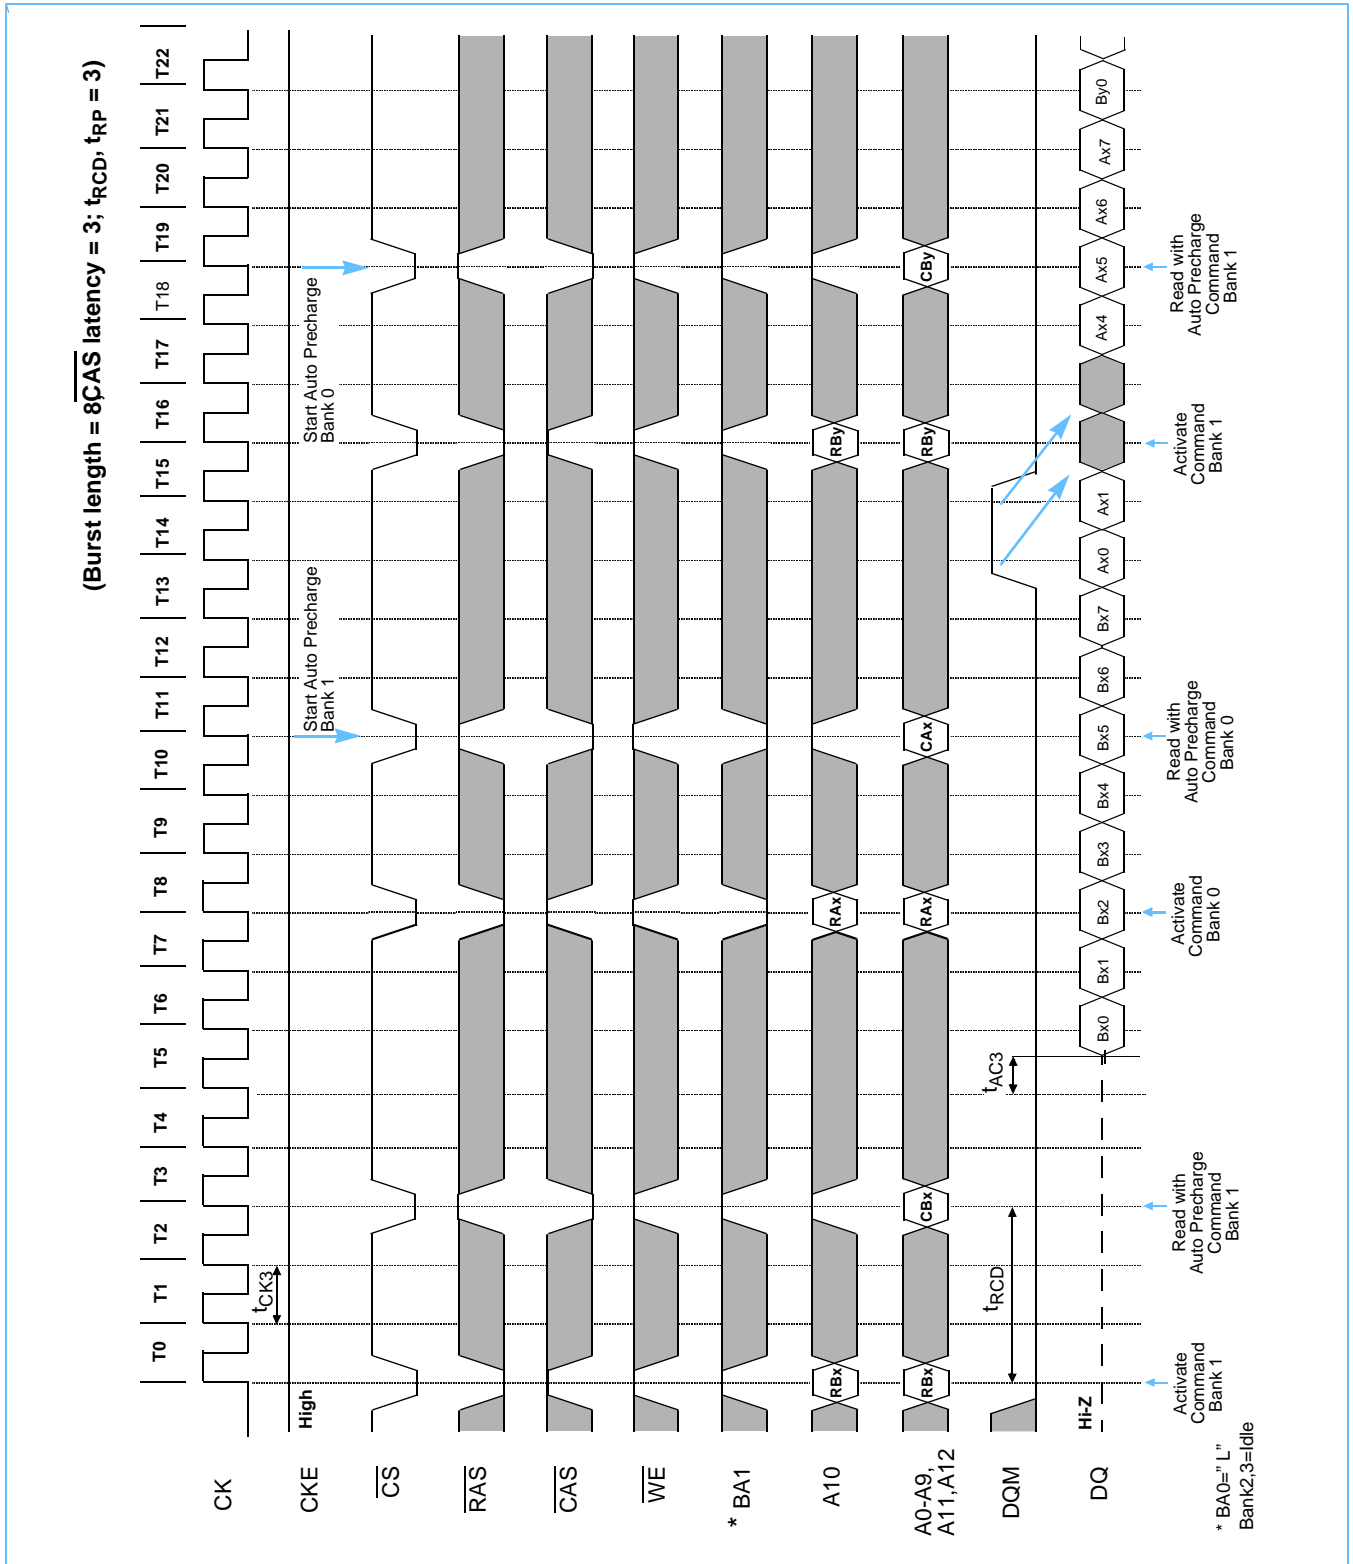 (Burst length = 8CAS latency = 3; tRCD, tRP = 3)
T0 T1 T2 T3 T4 T5 T6 T7 T8 T9 T10 T11 T12 T13 T14 T15 T16 T17 T18 T19 T20 T21 T22
CK
tCK3
CKE
High
Start Auto Precharge
Bank 1
Start Auto Precharge
Bank 0
CS
RAS
CAS
WE
* BA1
A10
RBx RAx RBy
A0-A9,
A11,A12
RBx CBx RAx CAx RBy CBy
DQM
tRCD
tAC3
DQ
Hi-Z
Bx0 Bx1 Bx2 Bx3 Bx4 Bx5 Bx6 Bx7 Ax0 Ax1 Ax4 Ax5 Ax6 Ax7 By0
Activate
Command
Bank 1
Read with
Auto Precharge
Command
Bank 1
Activate
Command
Bank 0
Read with
Auto Precharge
Command
Bank 0
Activate
Command
Bank 1
Read with
Auto Precharge
Command
Bank 1
* BA0=” L”
Bank2,3=Idle